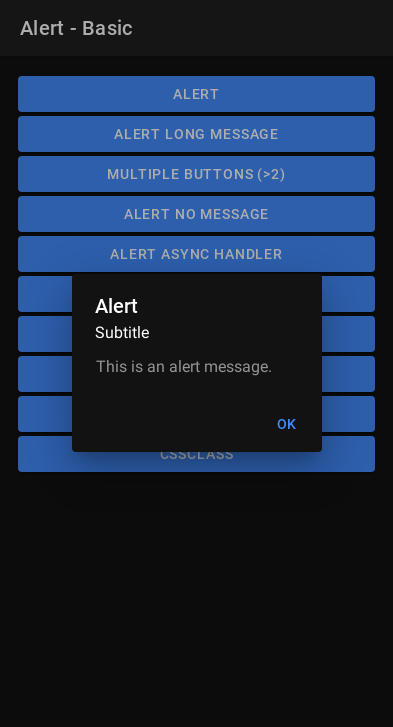 Alert - Basic
ALERT
ALERT LONG MESSAGE
MULTIPLE BUTTONS (>2)
ALERT NO MESSAGE
ALERT ASYNC HANDLER
Alert
Subtitle
This is an alert message.
OK
CSSCLASS